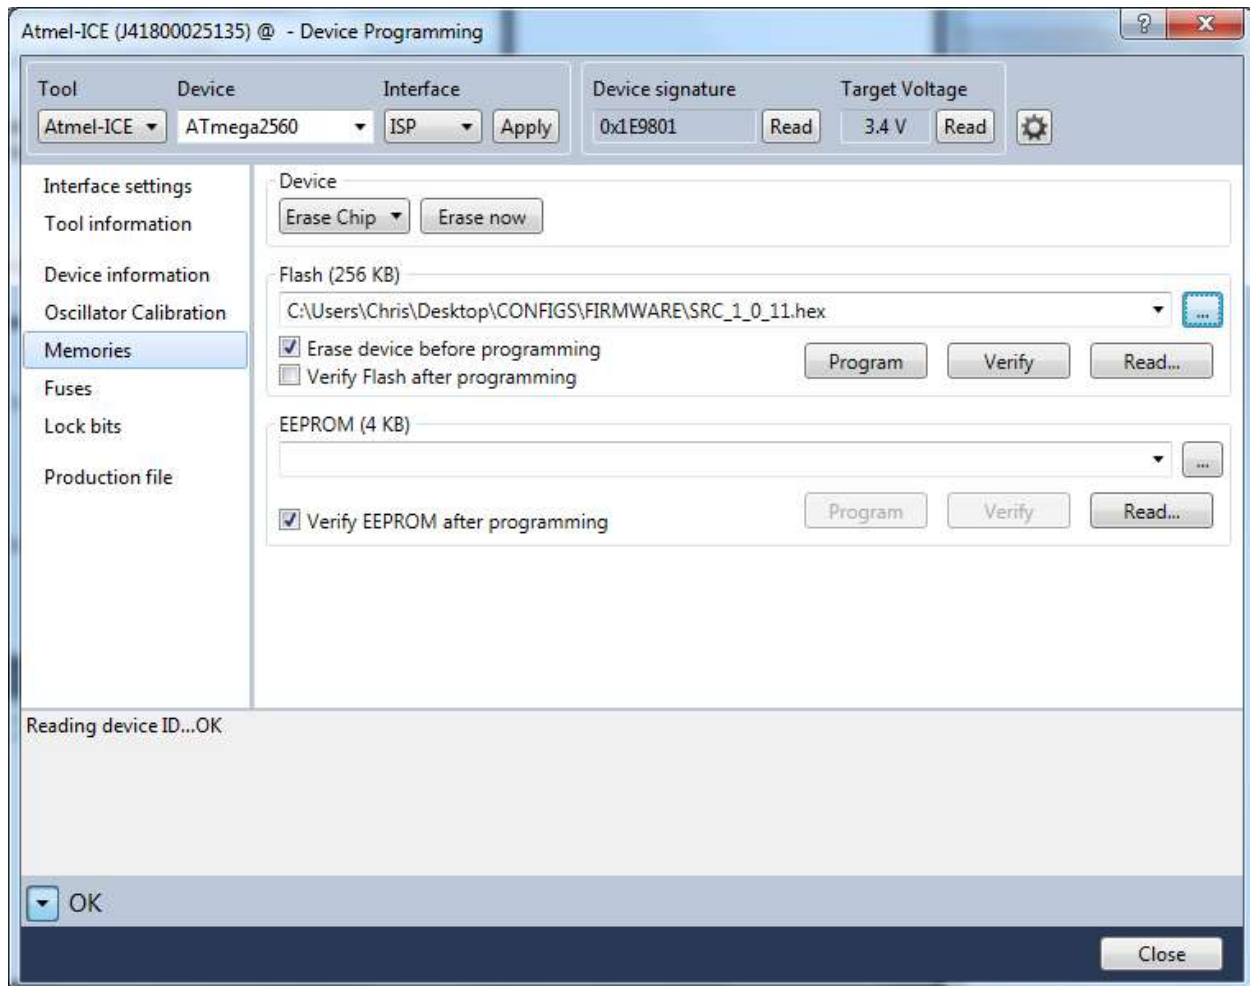 Atmel-ICE (J41800025135) @  - Device Programming
?
Tool Device Interface Device signature Target Voltage
Atmel-ICE ATmega2560 ISP Apply 0x1E9801 Read 3.4 V Read
Interface settings
Tool information
Device information
Oscillator Calibration
Memories
Fuses
Lock bits
Production file
Device
Erase Chip Erase now
Flash (256 KB)
C:\Users\Chris\Desktop\CONFIGS\FIRMWARE\SRC_1_0_11.hex ...
Erase device before programming
Verify Flash after programming
Program Verify Read...
EEPROM (4 KB)
...
Verify EEPROM after programming
Program Verify Read...
Reading device ID...OK
OK
Close